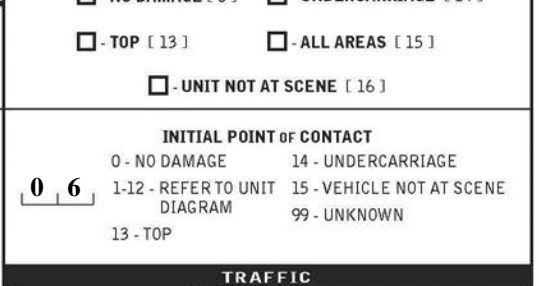 - TOP [ 13 ]
- ALL AREAS [ 15 ]
- UNIT NOT AT SCENE [ 16 ]
INITIAL POINT OF CONTACT
0 - NO DAMAGE
14 - UNDERCARRIAGE
0 6
1-12 - REFER TO UNIT
DIAGRAM
15 - VEHICLE NOT AT SCENE
99 - UNKNOWN
13 - TOP
TRAFFIC